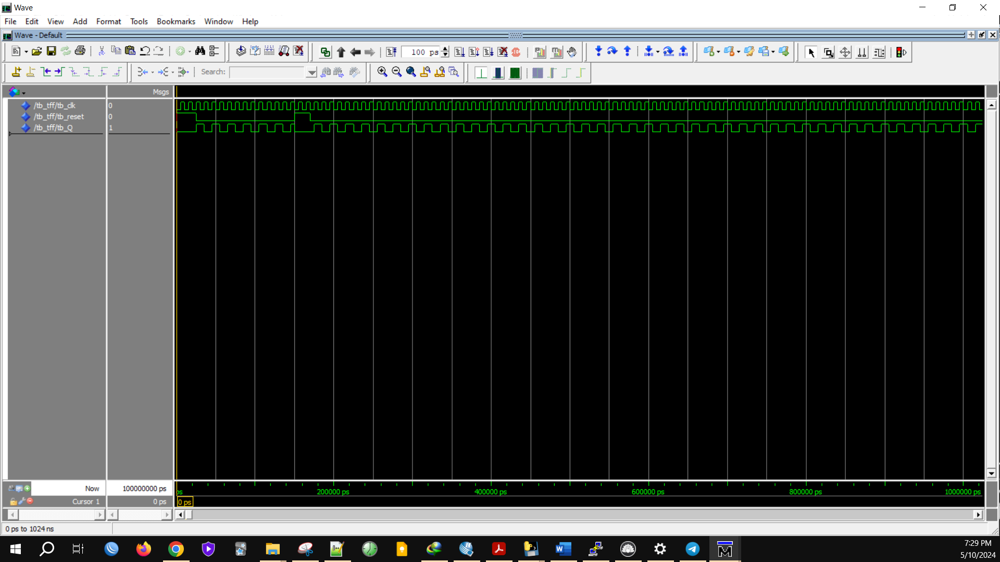 Wave
File Edit View Add Format Tools Bookmarks Window Help
Wave - Default
100 ps
Search:
Msgs
/tb_tff/tb_clk 0
/tb_tff/tb_reset 0
/tb_tff/tb_Q 1
Now 100000000 ps
ps 200000 ps 400000 ps 600000 ps 800000 ps 1000000 ps
Cursor 1 0 ps
0 ps
0 ps to 1024 ns
7:29 PM
5/10/2024